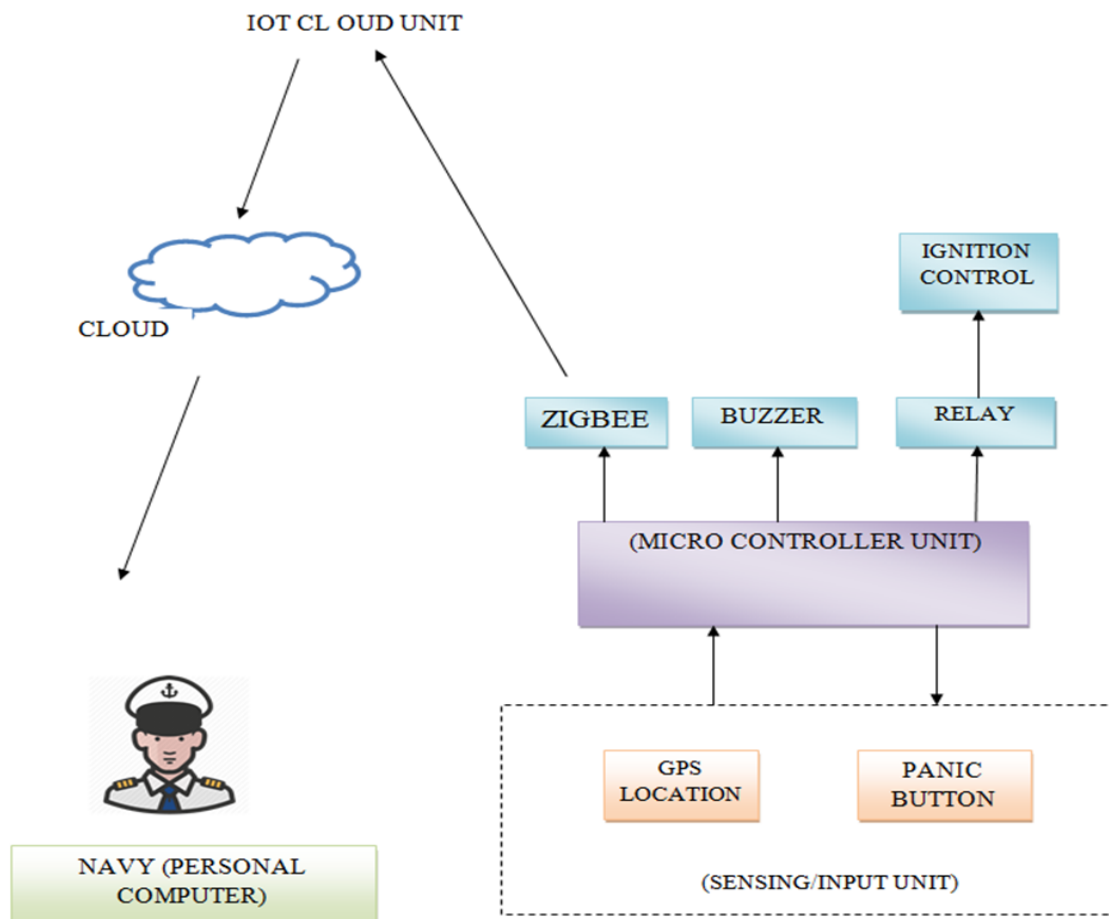 IOT CL OUD UNIT
CLOUD
IGNITION
CONTROL
ZIGBEE
BUZZER
RELAY
(MICRO CONTROLLER UNIT)
GPS
LOCATION
PANIC
BUTTON
(SENSING/INPUT UNIT)
NAVY (PERSONAL
COMPUTER)